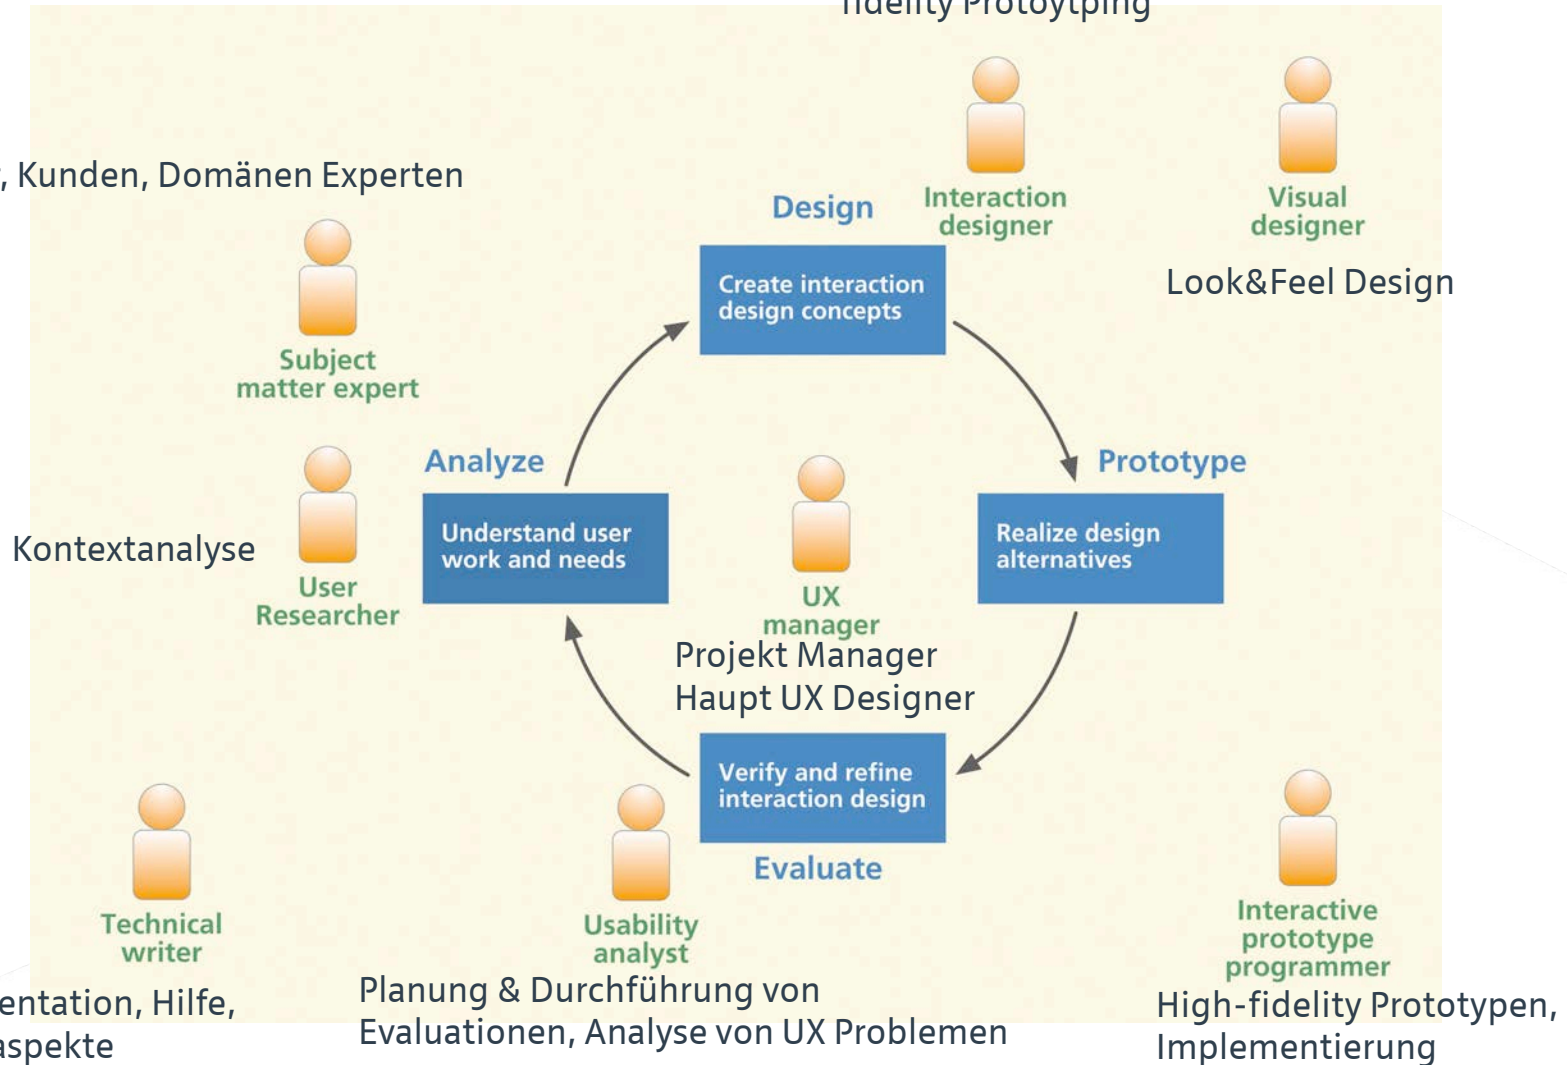 fidelity Protoytping
Interaction
designer
Visual
designer
Look&Feel Design
, Kunden, Domänen Experten
Subject
matter expert
Design
Create interaction
design concepts
Analyze
Understand user
work and needs
User
Researcher
Kontextanalyse
UX
manager
Projekt Manager
Haupt UX Designer
Prototype
Realize design
alternatives
Verify and refine
interaction design
Evaluate
Technical
writer
entation, Hilfe,
aspekte
Usability
analyst
Planung & Durchführung von
Evaluationen, Analyse von UX Problemen
Interactive
prototype
programmer
High-fidelity Prototypen,
Implementierung